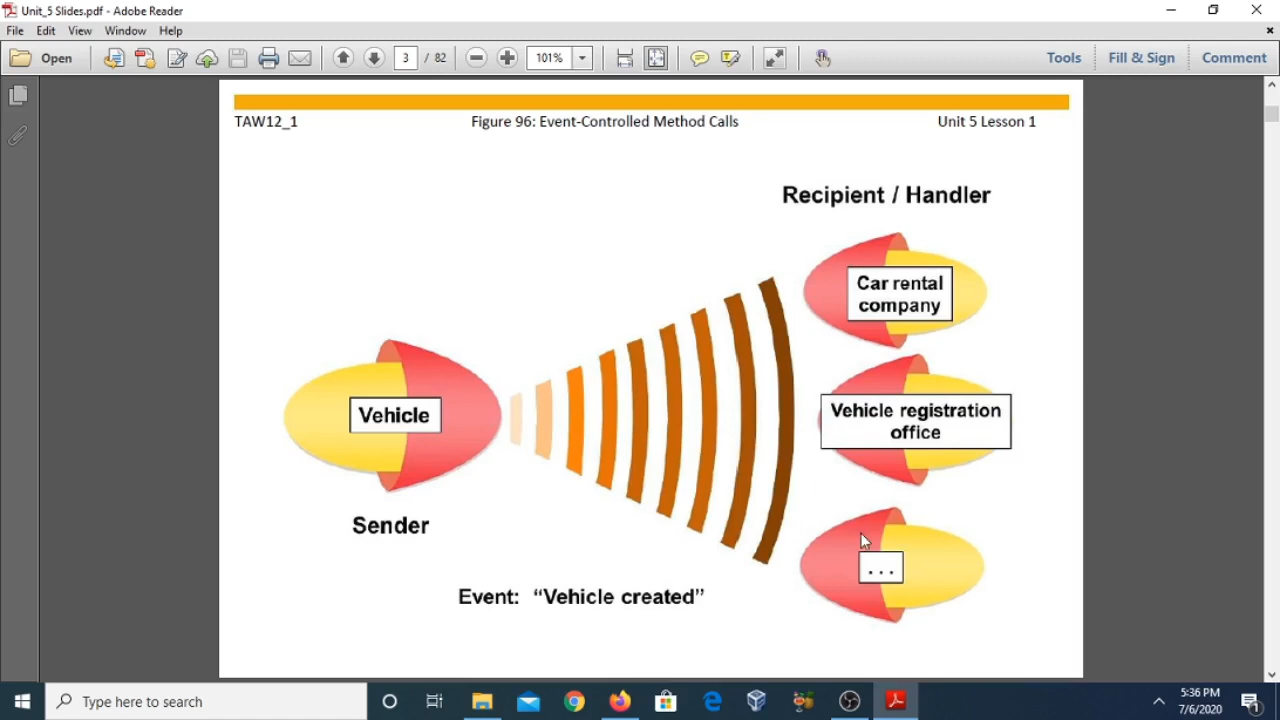 Unit_5 Slides.pdf - Adobe Reader
File Edit View Window Help
Open 3 / 82 101% Tools Fill & Sign Comment
TAW12_1 Figure 96: Event-Controlled Method Calls Unit 5 Lesson 1
Recipient / Handler
Car rental
company
Vehicle
Vehicle registration
office
Sender
. . .
Event: “Vehicle created”
Type here to search
5:36 PM
7/6/2020
1